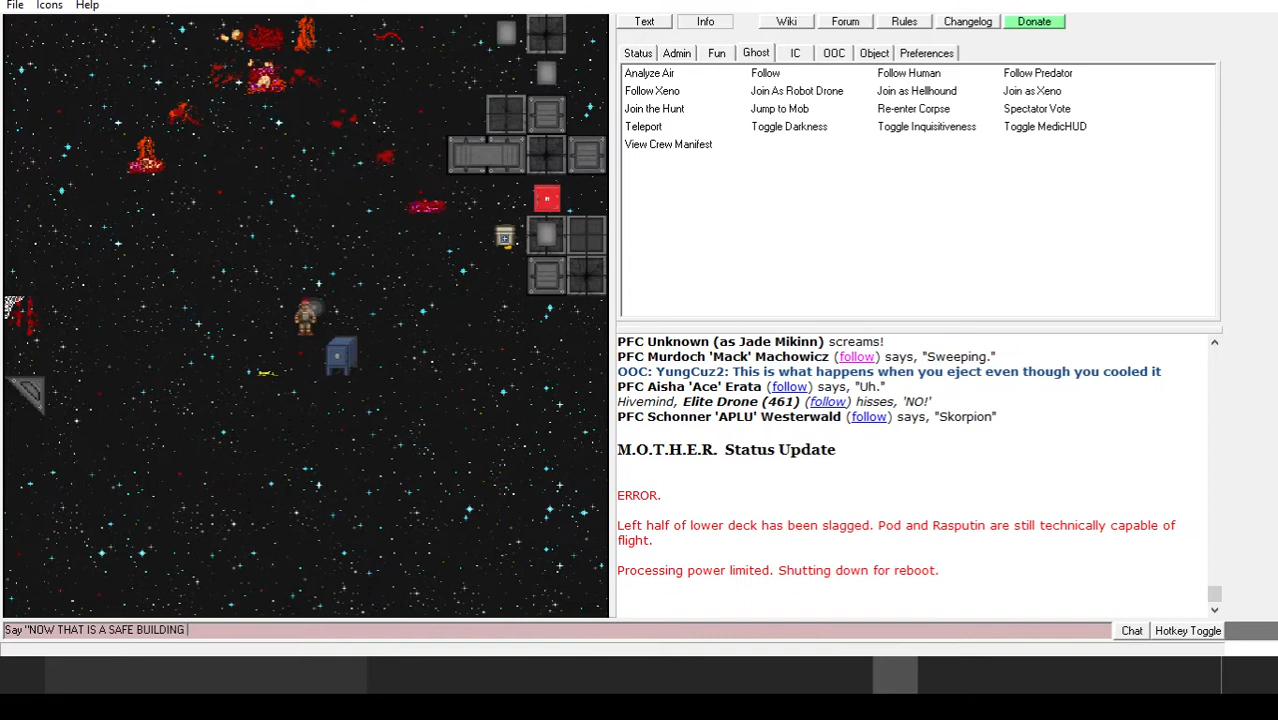 File Icons Help
Text Info Wiki Forum Rules Changelog Donate
Status Admin Fun Ghost IC OOC Object Preferences
Analyze Air Follow Follow Human Follow Predator
Follow Xeno Join As Robot Drone Join as Hellhound Join as Xeno
Join the Hunt Jump to Mob Re-enter Corpse Spectator Vote
Teleport Toggle Darkness Toggle Inquisitiveness Toggle MedicHUD
View Crew Manifest
PFC Unknown (as Jade Mikinn) screams!
PFC Murdoch 'Mack' Machowicz (follow) says, "Sweeping."
OOC: YungCuz2: This is what happens when you eject even though you cooled it
PFC Aisha 'Ace' Erata (follow) says, "Uh."
Hivemind, Elite Drone (461) (follow) hisses, 'NO!'
PFC Schonner 'APLU' Westerwald (follow) says, "Skorpion"
M.O.T.H.E.R. Status Update
ERROR.
Left half of lower deck has been slagged. Pod and Rasputin are still technically capable of
flight.
Processing power limited. Shutting down for reboot.
Say "NOW THAT IS A SAFE BUILDING
Chat Hotkey Toggle